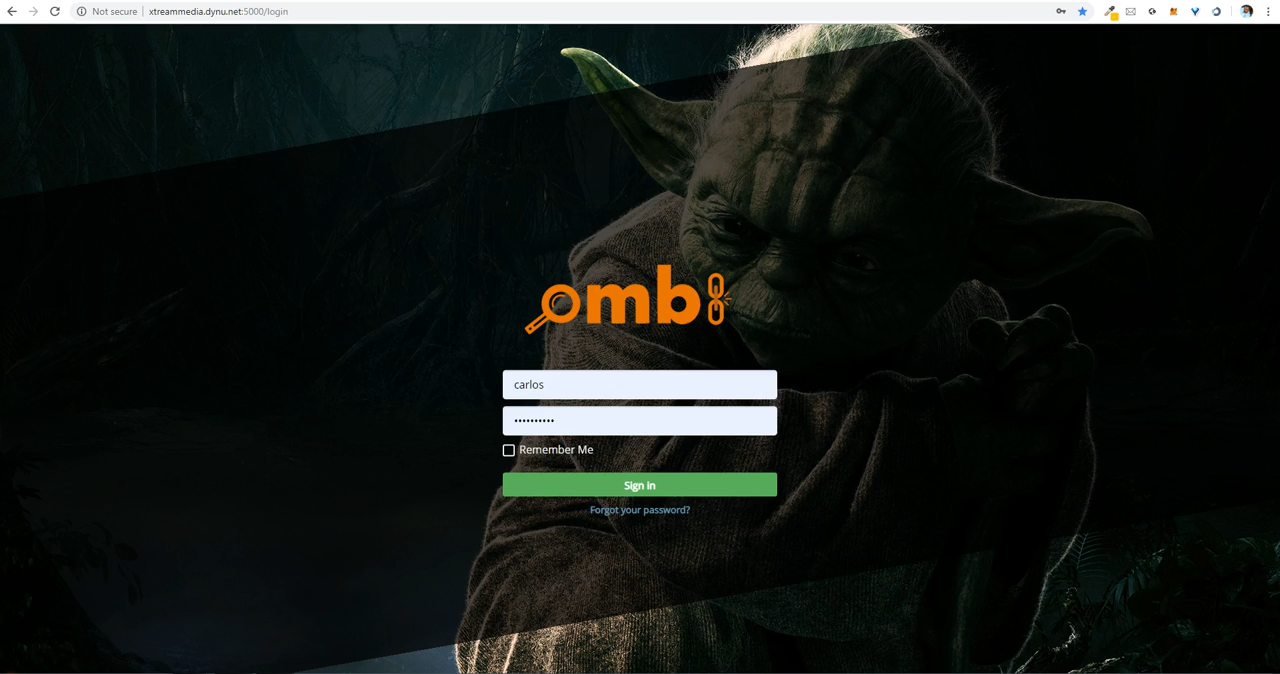 Not secure | xtreammedia.dynu.net:5000/login
ombi
carlos
••••••••••
Remember Me
Sign in
Forgot your password?